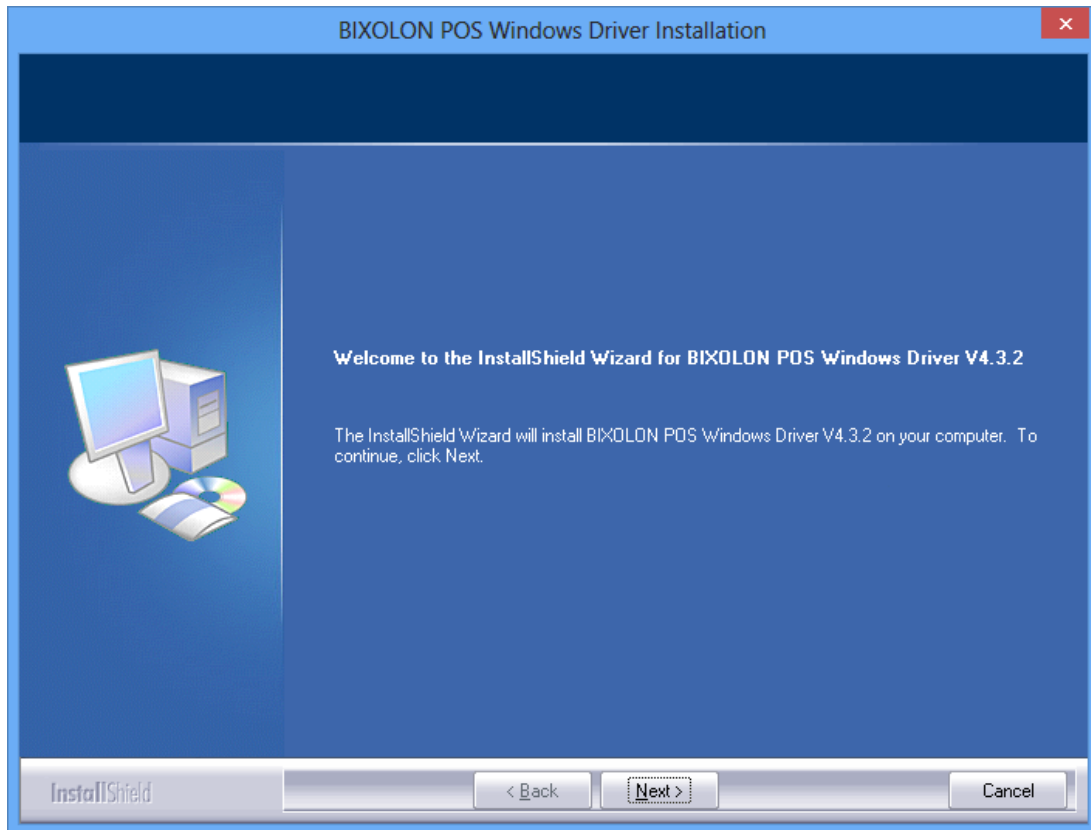 BIXOLON POS Windows Driver Installation
Welcome to the InstallShield Wizard for BIXOLON POS Windows Driver V4.3.2
The InstallShield Wizard will install BIXOLON POS Windows Driver V4.3.2 on your computer. To
continue, click Next.
InstallShield
< Back
Next >
Cancel